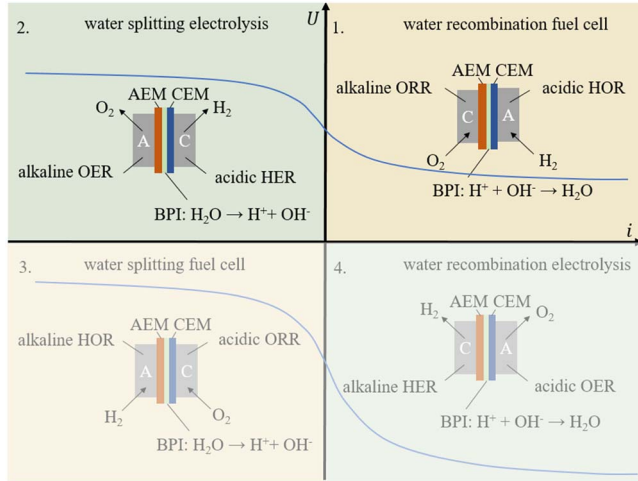 2.
water splitting electrolysis
AEM CEM
O₂
H₂
A
C
alkaline OER
acidic HER
BPI: H₂O → H⁺+ OH⁻
U
1.
water recombination fuel cell
AEM CEM
alkaline ORR
acidic HOR
C
A
O₂
H₂
BPI: H⁺ + OH⁻ → H₂O
i
3.
water splitting fuel cell
AEM CEM
alkaline HOR
acidic ORR
A
C
H₂
O₂
BPI: H₂O → H⁺+ OH⁻
4.
water recombination electrolysis
AEM CEM
H₂
O₂
C
A
alkaline HER
acidic OER
BPI: H⁺ + OH⁻ → H₂O